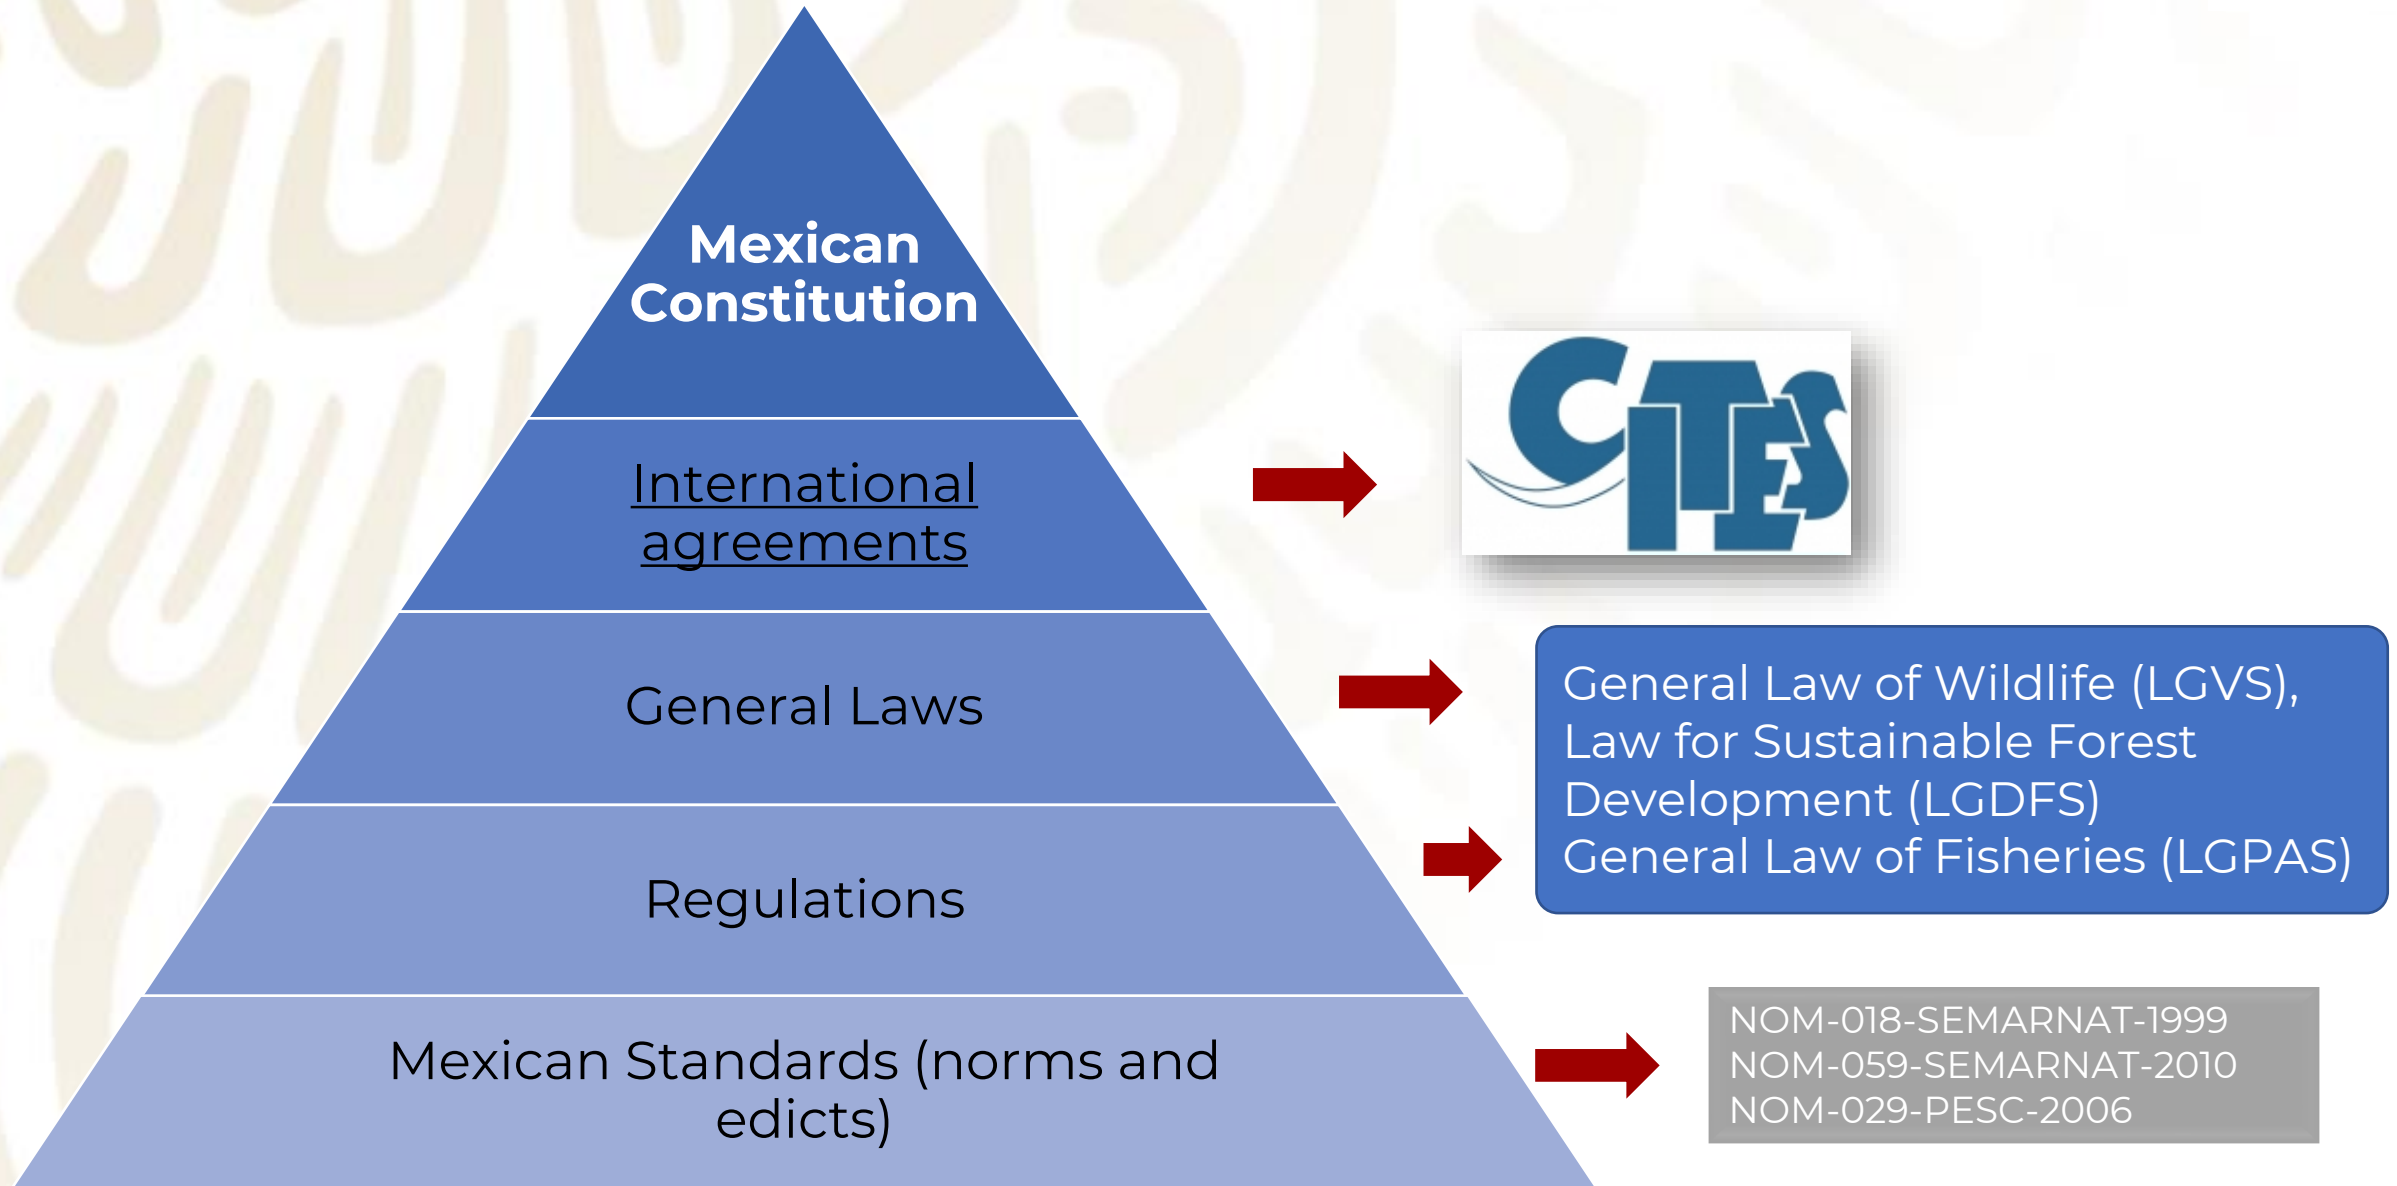 Mexican
Constitution
International
agreements
CITES
General Laws
General Law of Wildlife (LGVS),
Law for Sustainable Forest
Development (LGDFS)
General Law of Fisheries (LGPAS)
Regulations
Mexican Standards (norms and
edicts)
NOM-018-SEMARNAT-1999
NOM-059-SEMARNAT-2010
NOM-029-PESC-2006